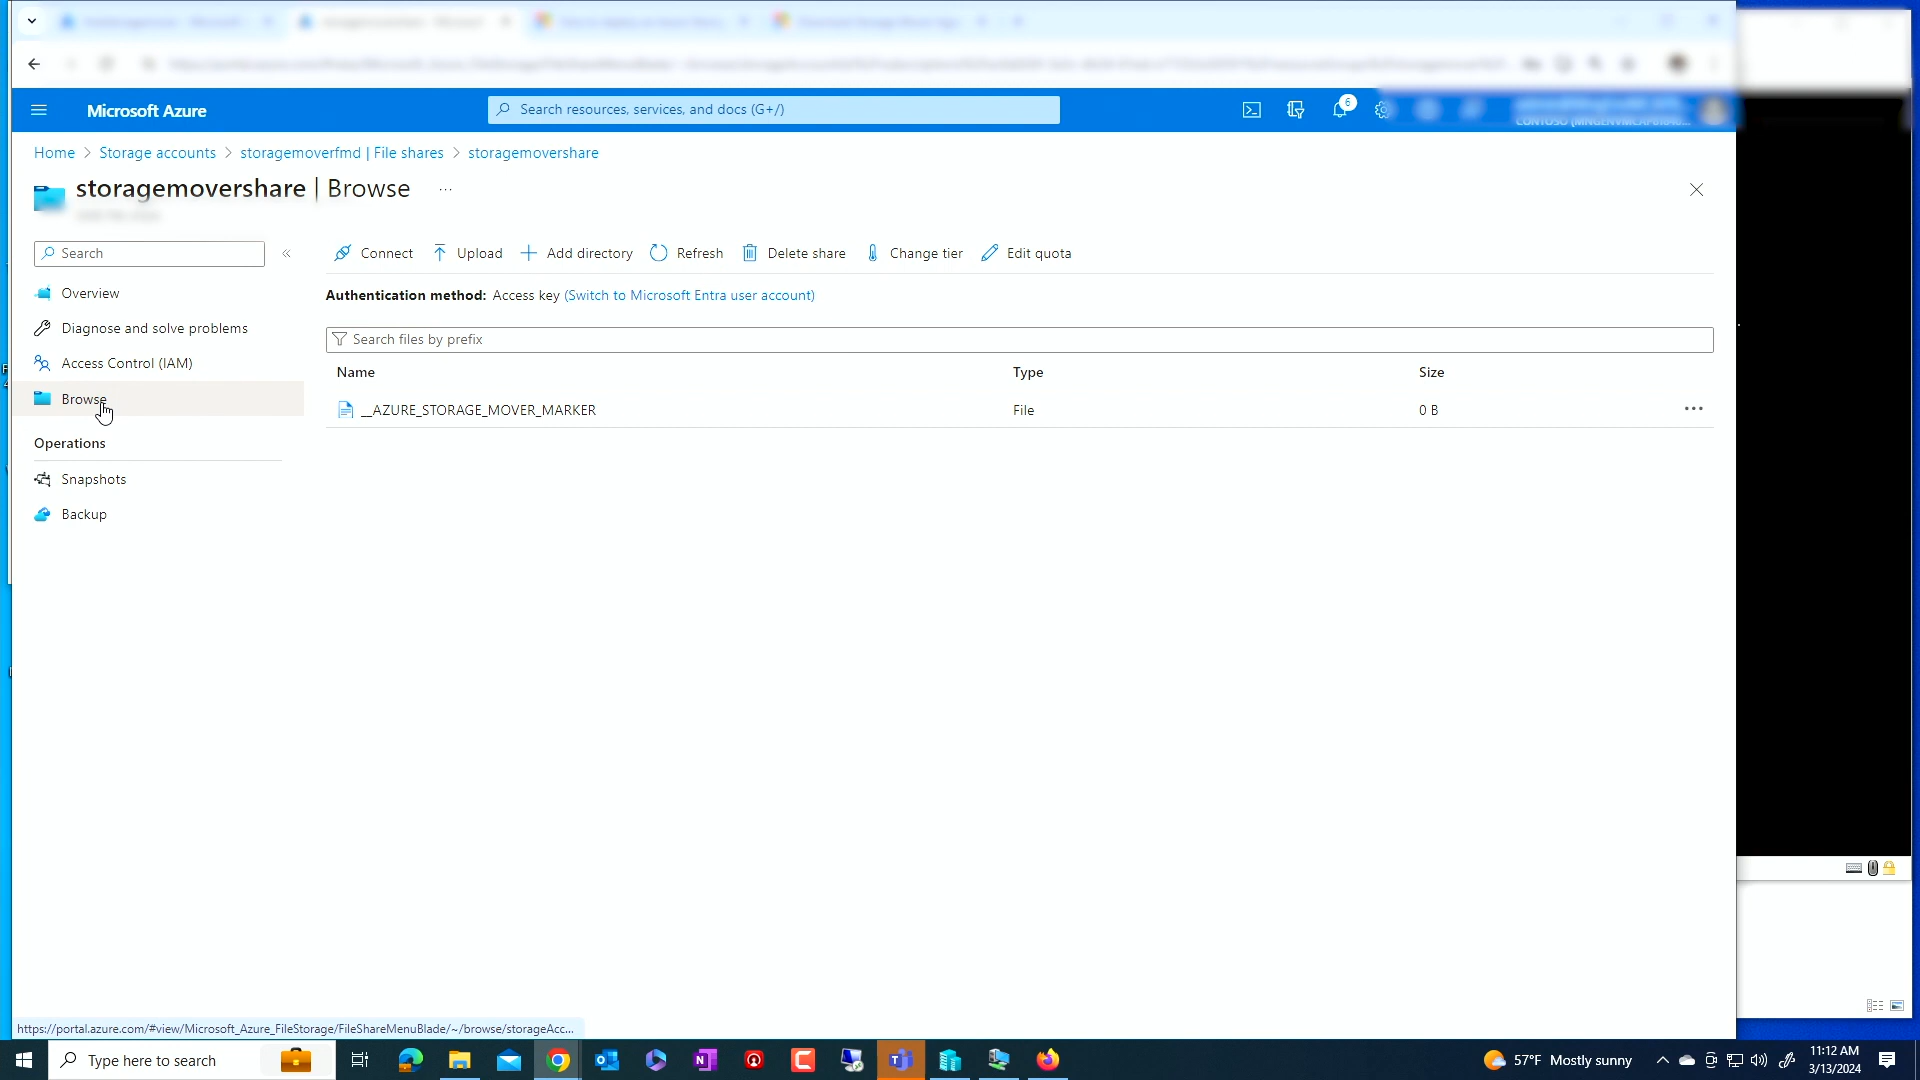 Microsoft Azure
Search resources, services, and docs (G+/)
6
Home > Storage accounts > storagemoverfmd | File shares > storagemovershare
storagemovershare | Browse ...
Search
«
Connect
Upload
Add directory
Refresh
Delete share
Change tier
Edit quota
Overview
Diagnose and solve problems
Access Control (IAM)
Browse
Operations
Snapshots
Backup
Authentication method: Access key (Switch to Microsoft Entra user account)
Search files by prefix
Name Type Size
__AZURE_STORAGE_MOVER_MARKER File 0 B
https://portal.azure.com/#view/Microsoft_Azure_FileStorage/FileShareMenuBlade/~/browse/storageAcc...
Type here to search
57°F Mostly sunny
11:12 AM
3/13/2024